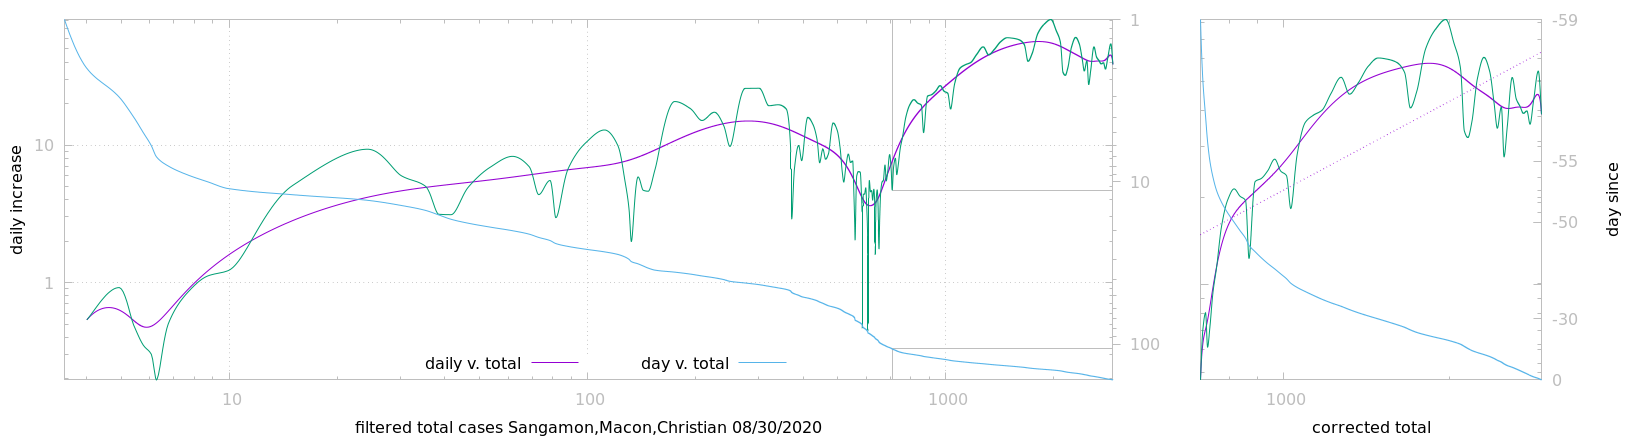 1
-59
10
daily increase
-55
10
day since
-50
1
-30
100
daily v. total
day v. total
0
10
100
1000
1000
filtered total cases Sangamon,Macon,Christian 08/30/2020
corrected total